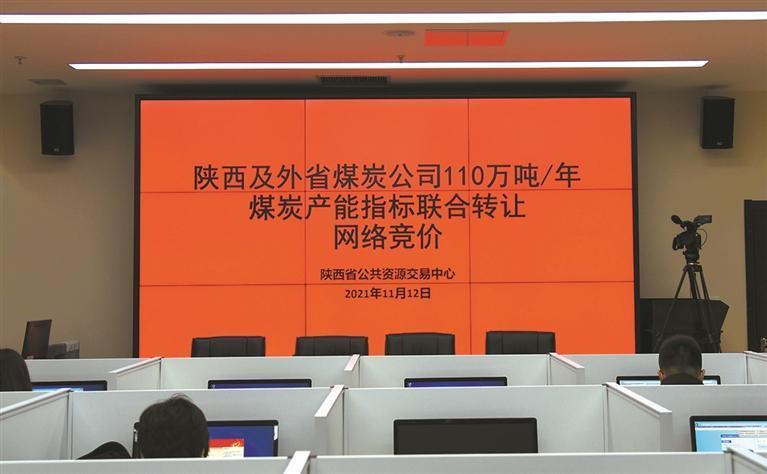 陕西及外省煤炭公司110万吨/年
煤炭产能指标联合转让
网络竞价
陕西省公共资源交易中心
2021年11月12日